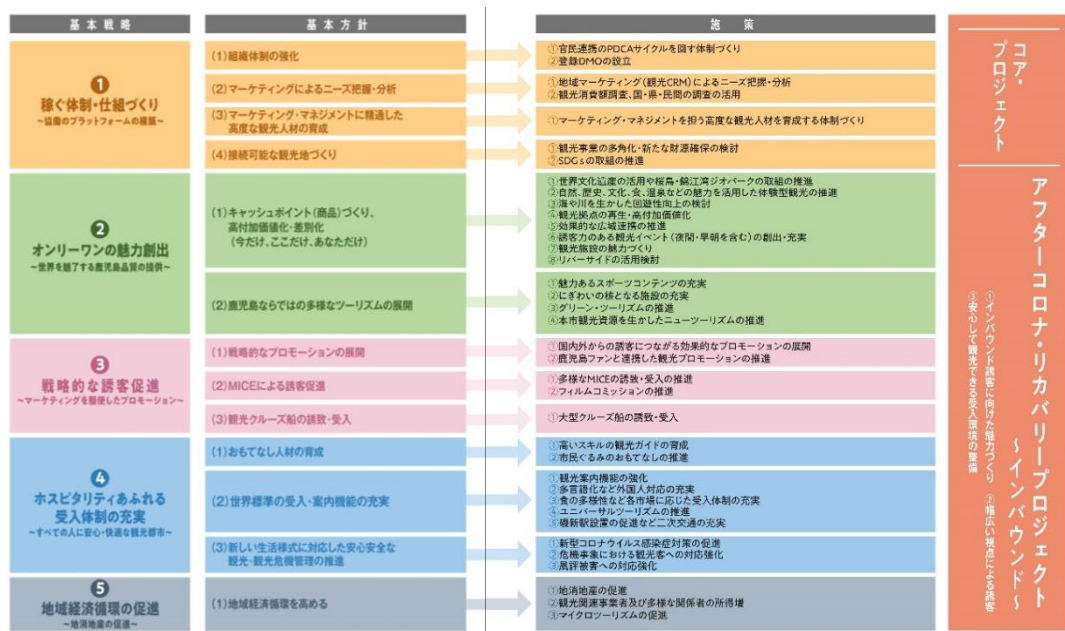 基本戦略
基本方針
施策
❶
稼ぐ体制・仕組づくり
~協働のプラットフォームの構築~
(1)組織体制の強化
①官民連携のPDCAサイクルを回す体制づくり
②登録DMOの設立
(2)マーケティングによるニーズ把握・分析
①地域マーケティング(観光CRM)によるニーズ把握・分析
②観光消費額調査、国・県・民間の調査の活用
(3)マーケティング・マネジメントに精通した
高度な観光人材の育成
①マーケティング・マネジメントを担う高度な観光人材を育成する体制づくり
(4)接続可能な観光地づくり
①観光事業の多角化・新たな財源確保の検討
②SDGsの取組の推進
❷
オンリーワンの魅力創出
~世界を魅了する鹿児島品質の提供~
(1)キャッシュポイント(商品)づくり、
高付加価値化・差別化
(今だけ、ここだけ、あなただけ)
①世界文化遺産の活用や桜島・錦江湾ジオパークの取組の推進
②自然、歴史、文化、食、温泉などの魅力を活用した体験型観光の推進
③海や川を生かした回遊性向上の検討
④観光拠点の再生・高付加価値化
⑤効果的な広域連携の推進
⑥誘客力のある観光イベント(夜間・早朝を含む)の創出・充実
⑦観光施設の魅力づくり
⑧リバーサイドの活用検討
(2)鹿児島ならではの多様なツーリズムの展開
①魅力あるスポーツコンテンツの充実
②にぎわいの核となる施設の充実
③グリーン・ツーリズムの推進
④本市観光資源を生かしたニューツーリズムの推進
❸
戦略的な誘客促進
~マーケティングを駆使したプロモーション~
(1)戦略的なプロモーションの展開
①国内外からの誘客につながる効果的なプロモーションの展開
②鹿児島ファンと連携した観光プロモーションの推進
(2)MICEによる誘客促進
①多様なMICEの誘致・受入の推進
②フィルムコミッションの推進
(3)観光クルーズ船の誘致・受入
①大型クルーズ船の誘致・受入
❹
ホスピタリティあふれる
受入体制の充実
~すべての人に安心・快適な観光都市~
(1)おもてなし人材の育成
①高いスキルの観光ガイドの育成
②市民ぐるみのおもてなしの推進
(2)世界標準の受入・案内機能の充実
①観光案内機能の強化
②多言語化など外国人対応の充実
③食の多様性など各市場に応じた受入体制の充実
④ユニバーサルツーリズムの推進
⑤磯新駅設置の促進など二次交通の充実
(3)新しい生活様式に対応した安心安全な
観光・観光危機管理の推進
①新型コロナウイルス感染症対策の促進
②危機事象における観光客への対応強化
③風評被害への対応強化
❺
地域経済循環の促進
~地消地産の促進~
(1)地域経済循環を高める
①地消地産の促進
②観光関連事業者及び多様な関係者の所得増
③マイクロツーリズムの促進
コア・
プロジェクト
アフターコロナ・リカバリープロジェクト
~インバウンド~
①インバウンド誘客に向けた魅力づくり ②幅広い視点による誘客
③安心して観光できる受入環境の整備